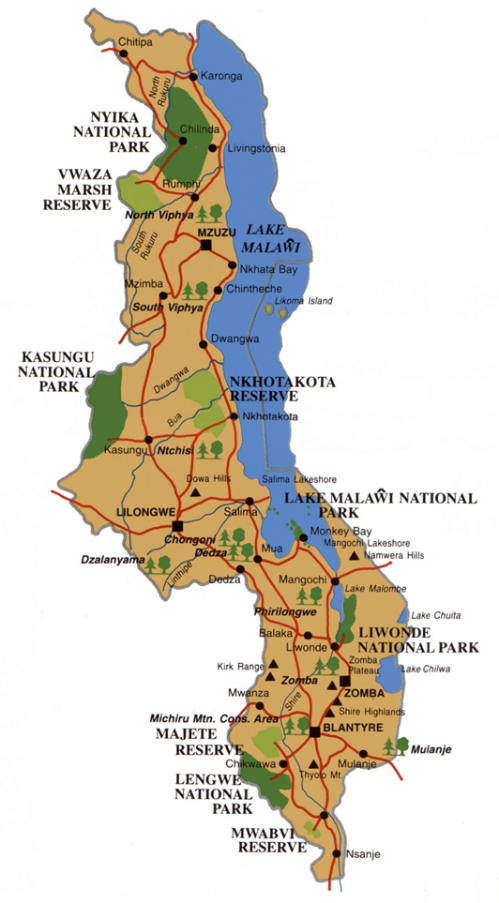 Chitipa
Karonga
North
Rukuru
NYIKA
NATIONAL
PARK
Chilinda
Livingstonia
VWAZA
MARSH
RESERVE
Rumphi
North Viphya
South
Rukuru
MZUZU
LAKE
MALAŴI
Nkhata Bay
Mzimba
Chintheche
South Viphya
Likoma Island
Dwangwa
KASUNGU
NATIONAL
PARK
Dwangwa
NKHOTAKOTA
RESERVE
Bua
Nkhotakota
Kasungu
Ntchisi
Dowa Hills
Salima Lakeshore
LAKE MALAŴI NATIONAL
PARK
LILONGWE
Salima
Chongoni
Monkey Bay
Mangochi Lakeshore
Dedza
Mua
Namwera Hills
Dzalanyama
Linthipe
Dedza
Mangochi
Lake Malombe
Phirilongwe
Lake Chuita
Balaka
LIWONDE
NATIONAL PARK
Liwonde
Kirk Range
Zomba
Plateau
Lake Chilwa
Zomba
Mwanza
ZOMBA
Shire
Michiru Mtn. Cons. Area
Shire Highlands
BLANTYRE
MAJETE
RESERVE
Mulanje
Chikwawa
Mulanje
Thyolo Mt.
LENGWE
NATIONAL
PARK
MWABVI
RESERVE
Nsanje